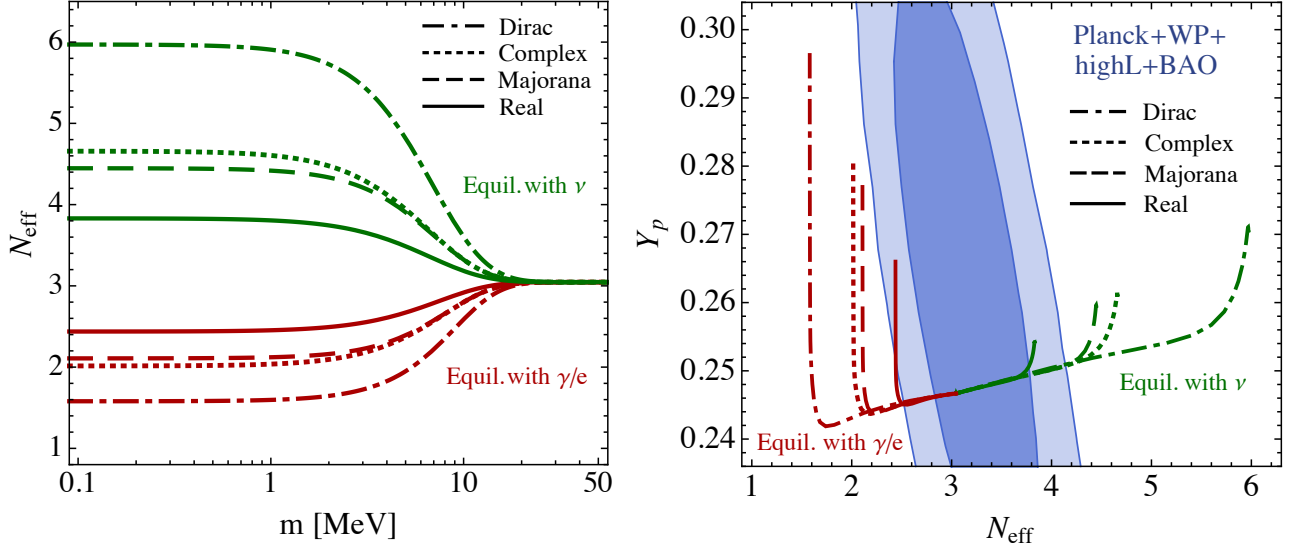 6
5
4
3
2
1
N_eff
Dirac
Complex
Majorana
Real
Equil. with ν
Equil. with γ/e
0.1
1
10
50
m [MeV]
0.30
0.29
0.28
0.27
0.26
0.25
0.24
Y_p
Planck+WP+
highL+BAO
Dirac
Complex
Majorana
Real
Equil. with ν
Equil. with γ/e
1
2
3
4
5
6
N_eff